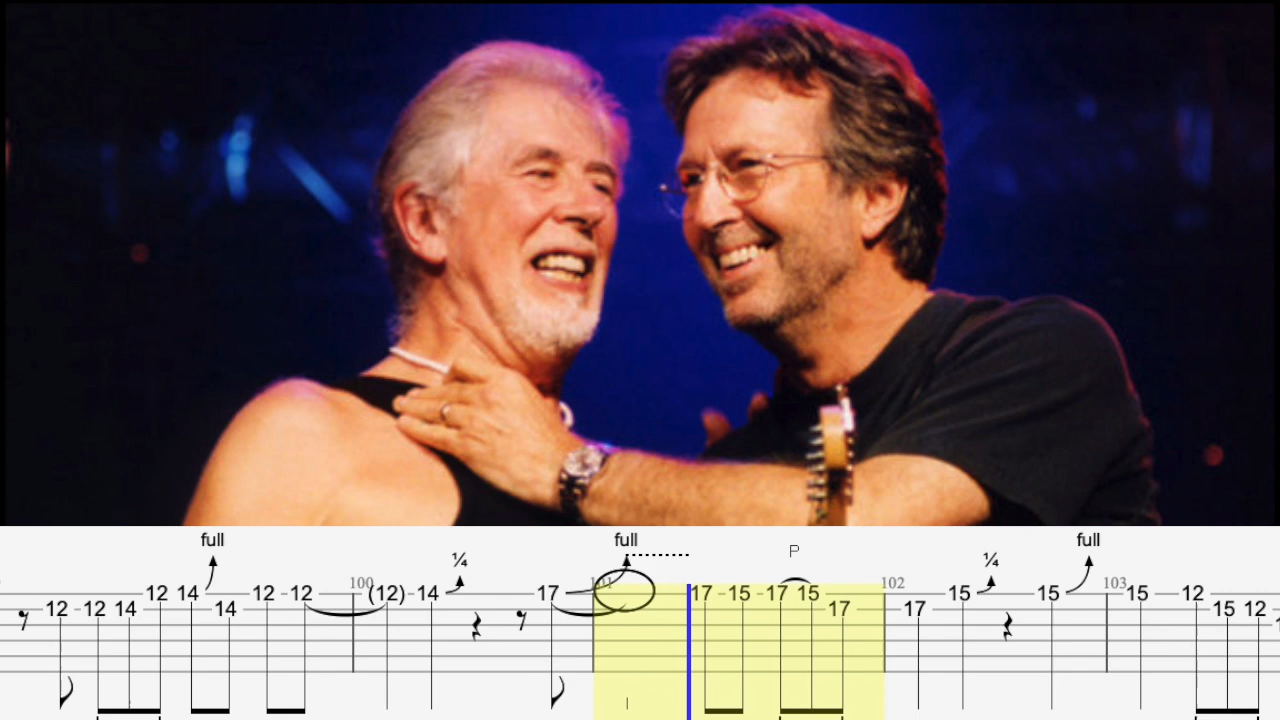 full ¼ full P ¼ full
100 101 102 103
12 14 12 12 (12) 14 17 17 15 17 15 15 15 15 12
12 12 14 14 17 17 15 12